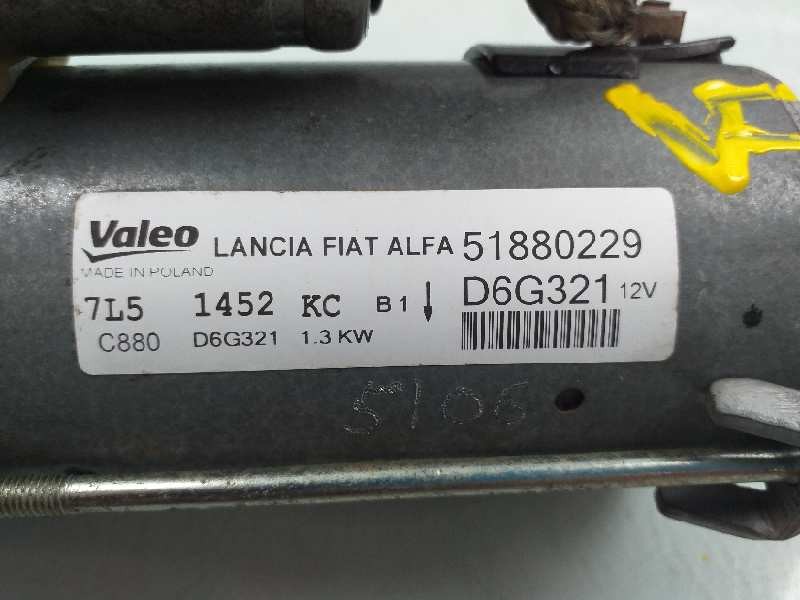 Valeo LANCIA FIAT ALFA 51880229
MADE IN POLAND
D6G321 12V
7L5 1452 KC B1
C880 D6G321 1.3 KW
5106